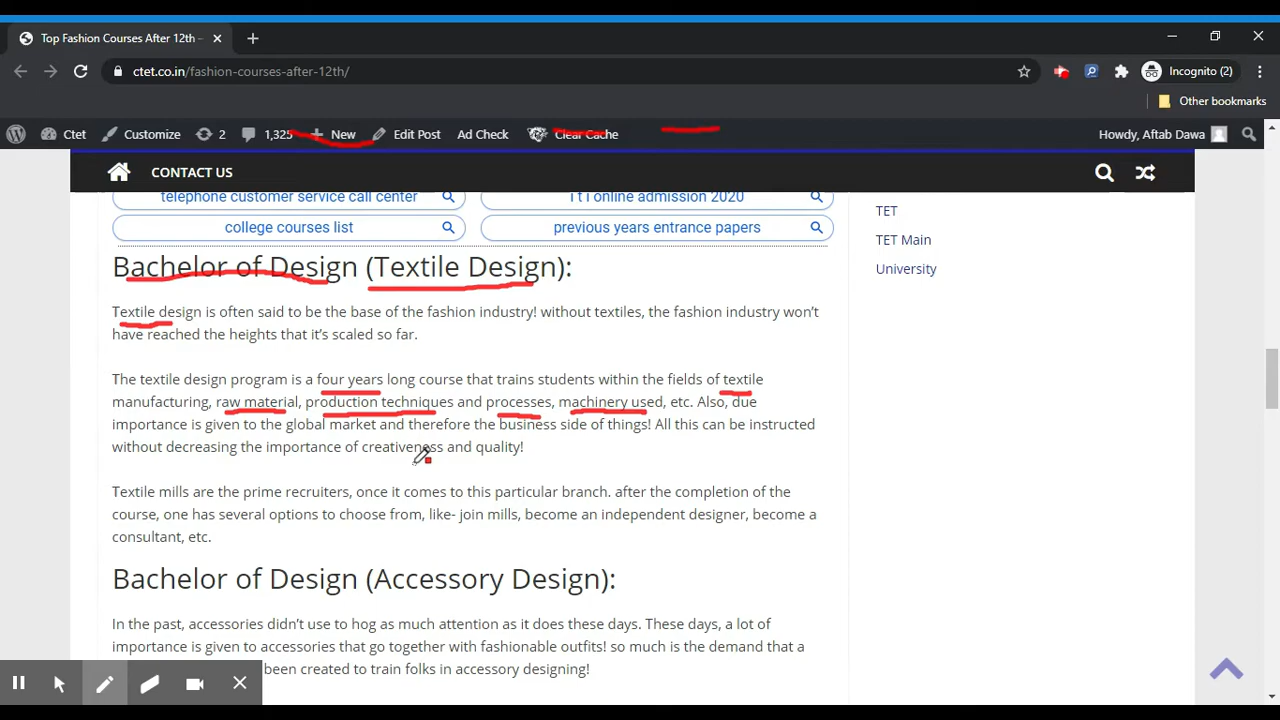 Top Fashion Courses After 12th –
ctet.co.in/fashion-courses-after-12th/
Incognito (2)
Other bookmarks
Ctet Customize 2 1,325 New Edit Post Ad Check Clear Cache Howdy, Aftab Dawa
CONTACT US
telephone customer service call center
i t i online admission 2020
college courses list
previous years entrance papers
TET
TET Main
University
Bachelor of Design (Textile Design):
Textile design is often said to be the base of the fashion industry! without textiles, the fashion industry won’t
have reached the heights that it’s scaled so far.
The textile design program is a four years long course that trains students within the fields of textile
manufacturing, raw material, production techniques and processes, machinery used, etc. Also, due
importance is given to the global market and therefore the business side of things! All this can be instructed
without decreasing the importance of creativeness and quality!
Textile mills are the prime recruiters, once it comes to this particular branch. after the completion of the
course, one has several options to choose from, like- join mills, become an independent designer, become a
consultant, etc.
Bachelor of Design (Accessory Design):
In the past, accessories didn’t use to hog as much attention as it does these days. These days, a lot of
importance is given to accessories that go together with fashionable outfits! so much is the demand that a
been created to train folks in accessory designing!